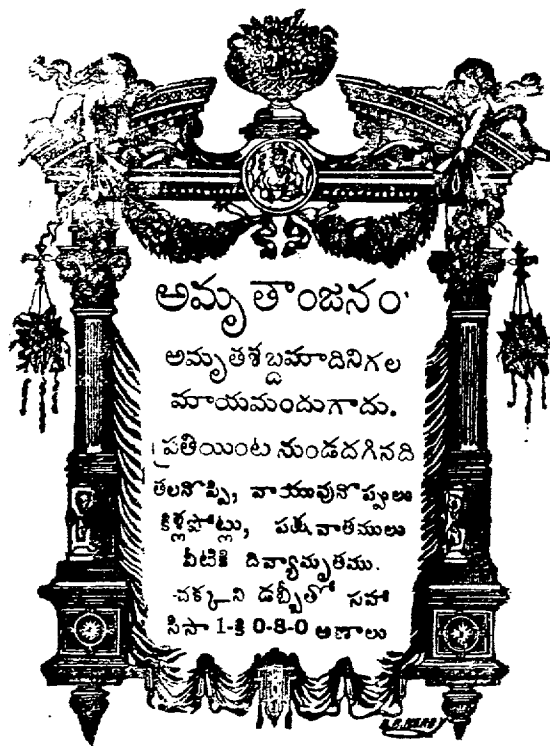 అమృతాంజనం
అమృతశబ్దమాదినిగల
మాయమందుగాదు.
ప్రతియింట నుండదగినది
తలనొప్పి, వాయువునొప్పులు
కీళ్లపోట్లు, పక్షవాతములు
వీటికి దివ్యామృతము.
చక్కని డబ్బీతో సహా
సీసా 1-కి 0-8-0 అణాలు